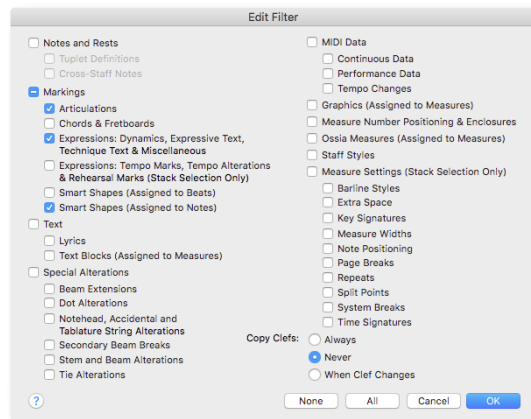 Edit Filter
Notes and Rests
Tuplet Definitions
Cross-Staff Notes
Markings
Articulations
Chords & Fretboards
Expressions: Dynamics, Expressive Text,
Technique Text & Miscellaneous
Expressions: Tempo Marks, Tempo Alterations
& Rehearsal Marks (Stack Selection Only)
Smart Shapes (Assigned to Beats)
Smart Shapes (Assigned to Notes)
Text
Lyrics
Text Blocks (Assigned to Measures)
Special Alterations
Beam Extensions
Dot Alterations
Notehead, Accidental and
Tablature String Alterations
Secondary Beam Breaks
Stem and Beam Alterations
Tie Alterations
MIDI Data
Continuous Data
Performance Data
Tempo Changes
Graphics (Assigned to Measures)
Measure Number Positioning & Enclosures
Ossia Measures (Assigned to Measures)
Staff Styles
Measure Settings (Stack Selection Only)
Barline Styles
Extra Space
Key Signatures
Measure Widths
Note Positioning
Page Breaks
Repeats
Split Points
System Breaks
Time Signatures
Copy Clefs: Always
Never
When Clef Changes
? None All Cancel OK